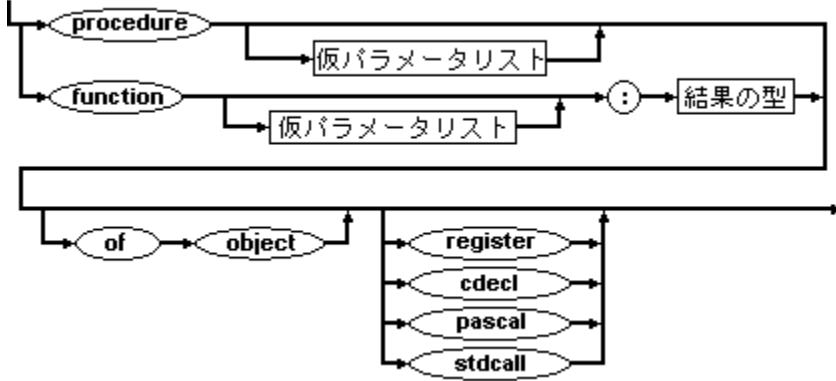 procedure
仮パラメータリスト
function : 結果の型
仮パラメータリスト
of object register
cdecl
pascal
stdcall